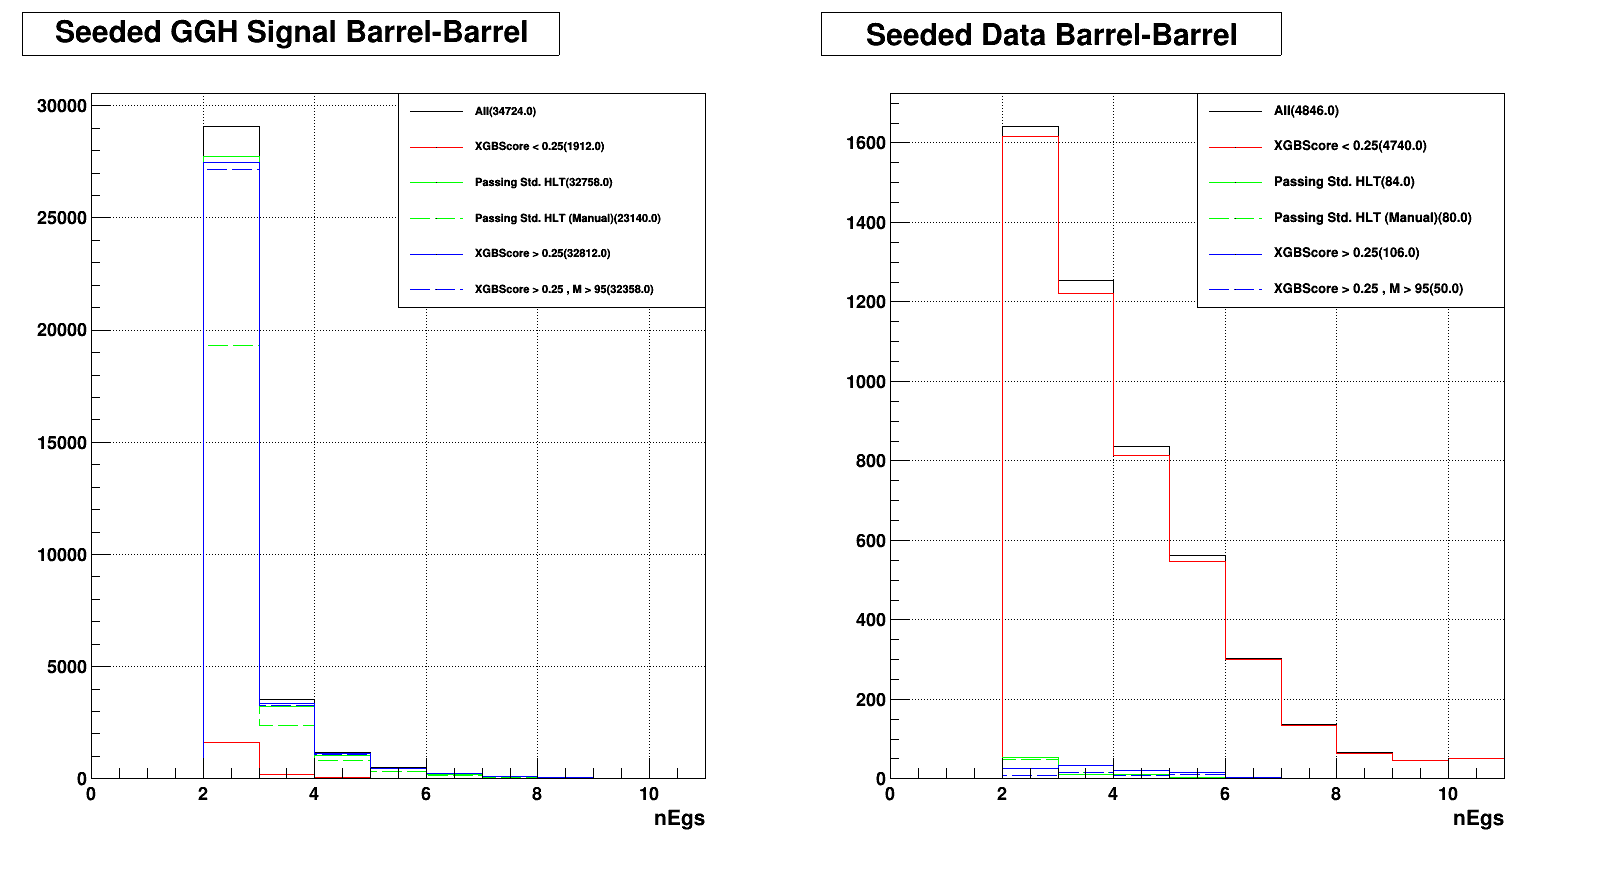 Seeded GGH Signal Barrel-Barrel
30000
25000
20000
15000
10000
5000
0
0 2 4 6 8 10
nEgs
All(34724.0)
XGBScore < 0.25(1912.0)
Passing Std. HLT(32758.0)
Passing Std. HLT (Manual)(23140.0)
XGBScore > 0.25(32812.0)
XGBScore > 0.25 , M > 95(32358.0)
Seeded Data Barrel-Barrel
1600
1400
1200
1000
800
600
400
200
0
0 2 4 6 8 10
nEgs
All(4846.0)
XGBScore < 0.25(4740.0)
Passing Std. HLT(84.0)
Passing Std. HLT (Manual)(80.0)
XGBScore > 0.25(106.0)
XGBScore > 0.25 , M > 95(50.0)